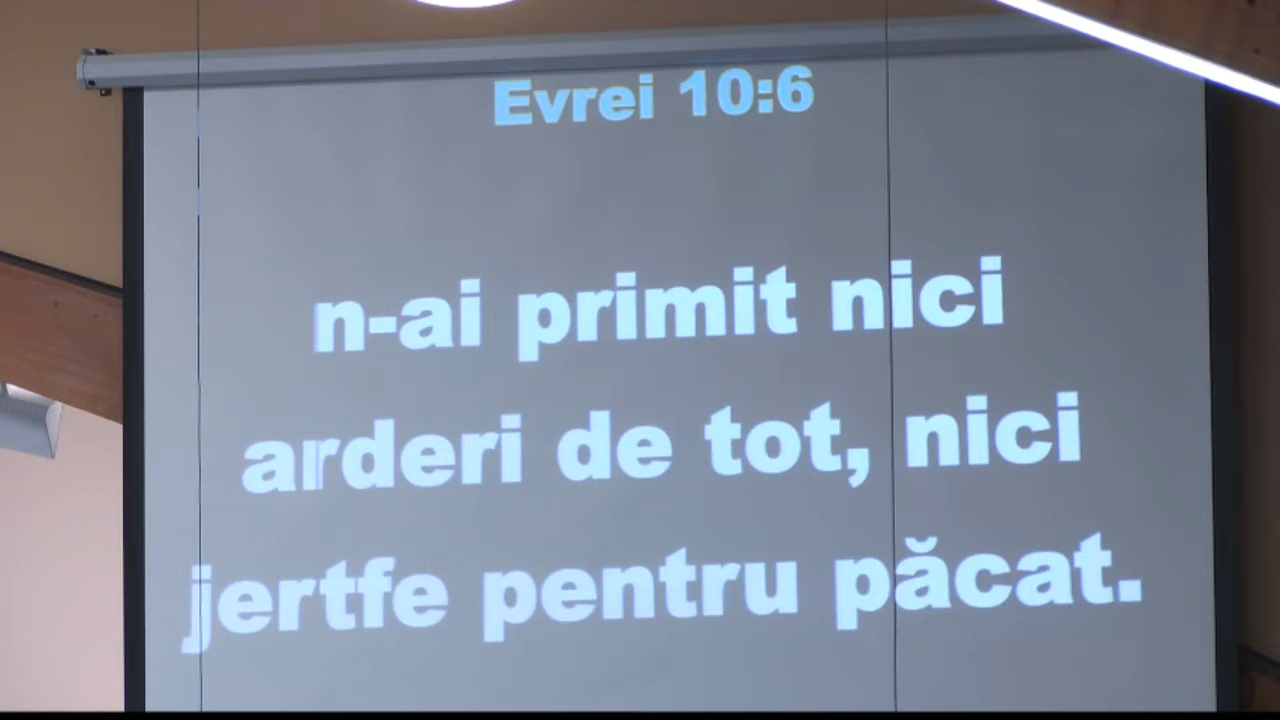 Evrei 10:6
n-ai primit nici
arderi de tot, nici
jertfe pentru păcat.